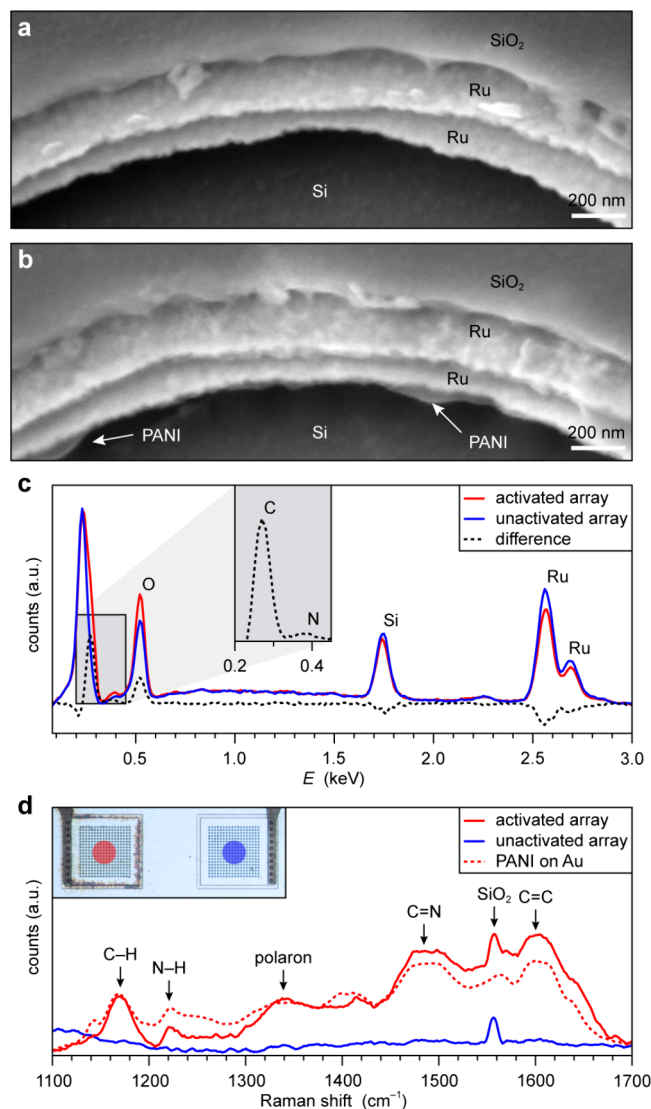 a
SiO₂
Ru
Ru
Si
200 nm
b
SiO₂
Ru
Ru
PANI
Si
PANI
200 nm
c
C
N
0.2 0.4
activated array
unactivated array
difference
O
Si
Ru
Ru
counts (a.u.)
0.5 1.0 1.5 2.0 2.5 3.0
E (keV)
d
activated array
unactivated array
PANI on Au
C–H
N–H
polaron
C=N
SiO₂
C=C
counts (a.u.)
1100 1200 1300 1400 1500 1600 1700
Raman shift (cm⁻¹)